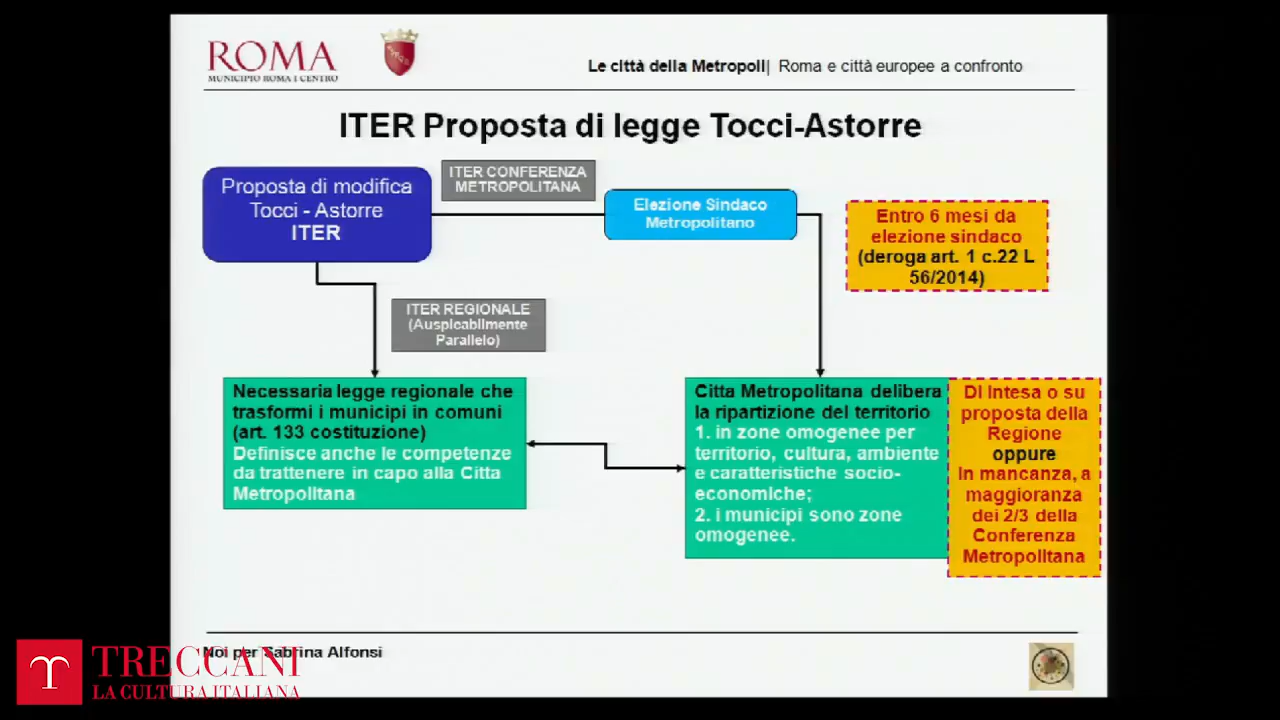 ROMA
MUNICIPIO ROMA I CENTRO
Le città della Metropoli| Roma e città europee a confronto
ITER Proposta di legge Tocci-Astorre
Proposta di modifica
Tocci - Astorre
ITER
ITER CONFERENZA
METROPOLITANA
Elezione Sindaco
Metropolitano
Entro 6 mesi da
elezione sindaco
(deroga art. 1 c.22 L
56/2014)
ITER REGIONALE
(Auspicabilmente
Parallelo)
Necessaria legge regionale che
trasformi i municipi in comuni
(art. 133 costituzione)
Definisce anche le competenze
da trattenere in capo alla Citta
Metropolitana
Citta Metropolitana delibera
la ripartizione del territorio
1. in zone omogenee per
territorio, cultura, ambiente
e caratteristiche socio-
economiche;
2. i municipi sono zone
omogenee.
Di intesa o su
proposta della
Regione
oppure
In mancanza, a
maggioranza
dei 2/3 della
Conferenza
Metropolitana
Noi per Sabrina Alfonsi
TRECCANI
LA CULTURA ITALIANA